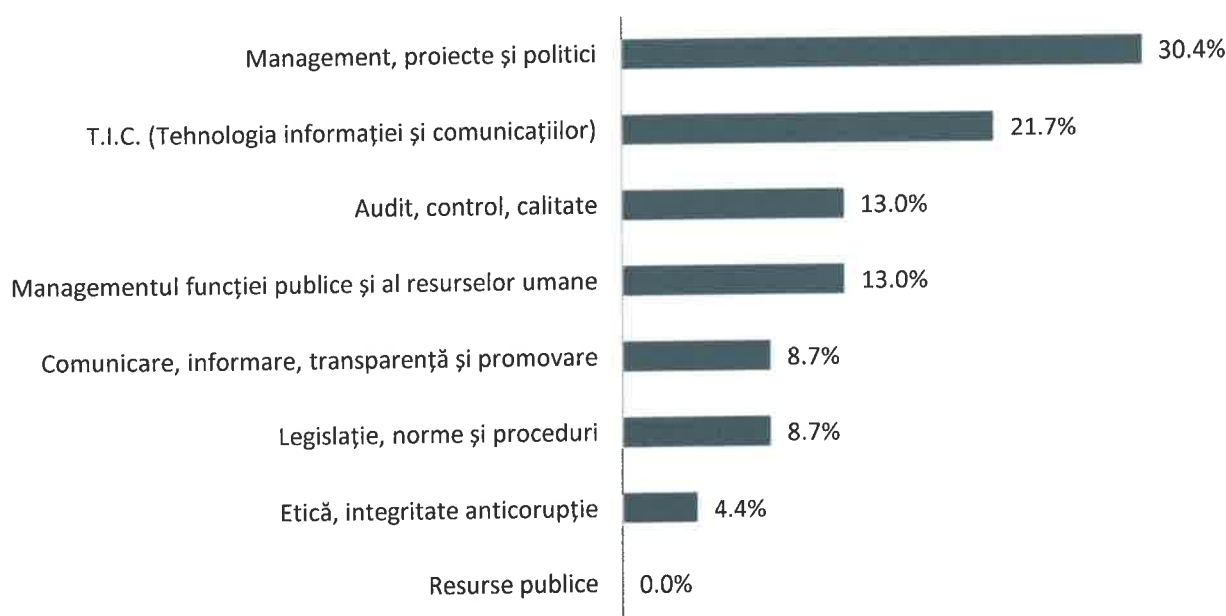 Management, proiecte și politici 30.4%
T.I.C. (Tehnologia informației și comunicațiilor) 21.7%
Audit, control, calitate 13.0%
Managementul funcției publice și al resurselor umane 13.0%
Comunicare, informare, transparență și promovare 8.7%
Legislație, norme și proceduri 8.7%
Etică, integritate anticorupție 4.4%
Resurse publice 0.0%